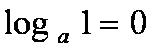 log a 1 = 0